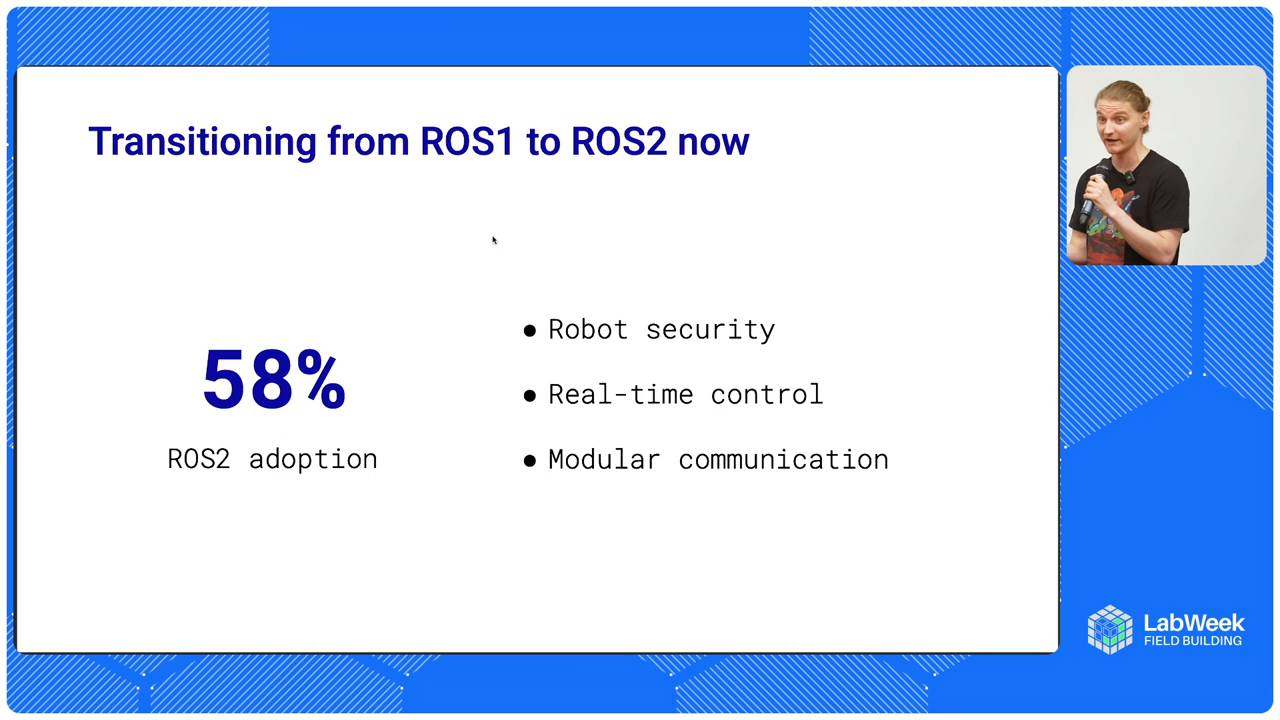 Transitioning from ROS1 to ROS2 now
58%
ROS2 adoption
● Robot security
● Real-time control
● Modular communication
LabWeek
FIELD BUILDING